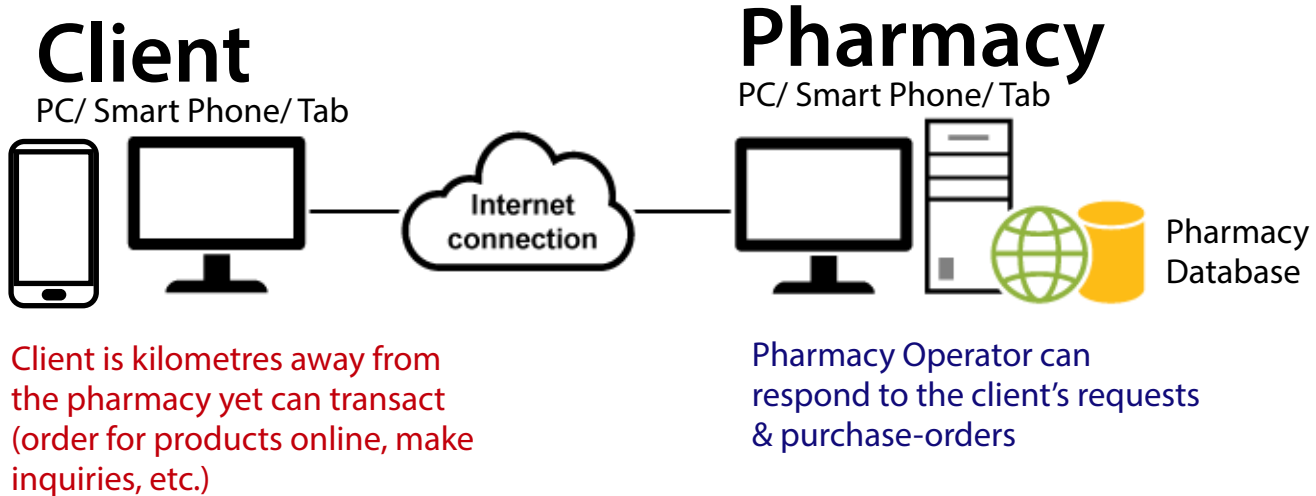 Client
PC/ Smart Phone/ Tab
Pharmacy
PC/ Smart Phone/ Tab
Internet
connection
Pharmacy
Database
Client is kilometres away from
the pharmacy yet can transact
(order for products online, make
inquiries, etc.)
Pharmacy Operator can
respond to the client’s requests
& purchase-orders